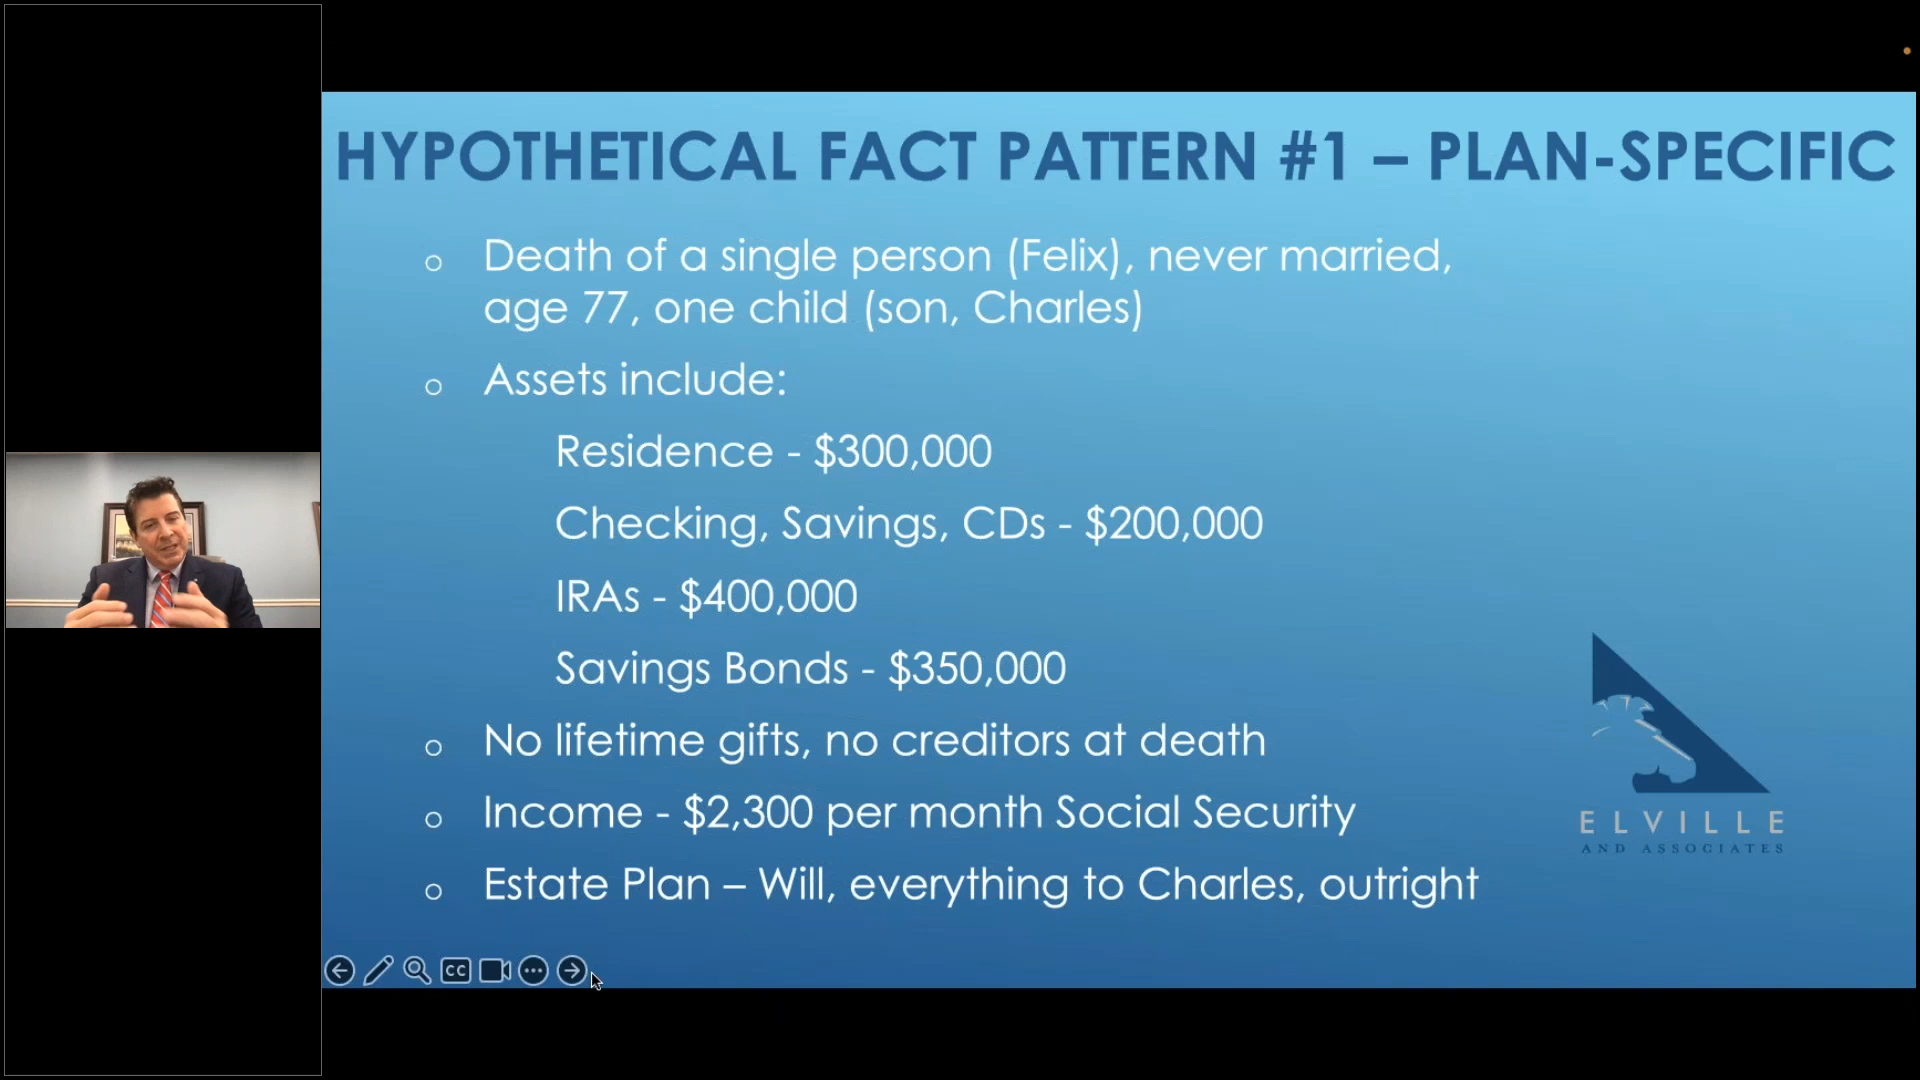 HYPOTHETICAL FACT PATTERN #1 – PLAN-SPECIFIC
o Death of a single person (Felix), never married,
age 77, one child (son, Charles)
o Assets include:
Residence - $300,000
Checking, Savings, CDs - $200,000
IRAs - $400,000
Savings Bonds - $350,000
o No lifetime gifts, no creditors at death
o Income - $2,300 per month Social Security
o Estate Plan – Will, everything to Charles, outright
ELVILLE
AND ASSOCIATES
CC